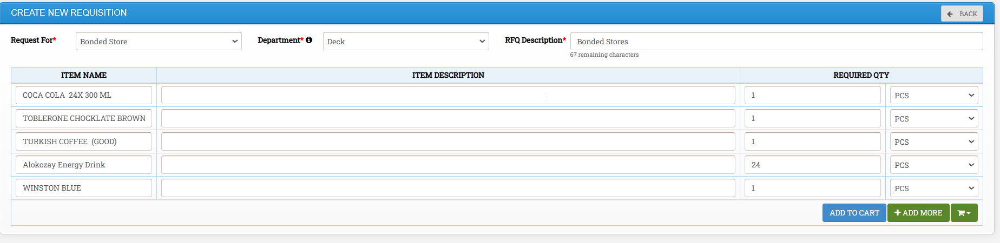 CREATE NEW REQUISITION
BACK
Request For* Bonded Store Department* Deck RFQ Description* Bonded Stores
67 remaining characters
ITEM NAME ITEM DESCRIPTION REQUIRED QTY
COCA COLA  24X 300 ML 1 PCS
TOBLERONE CHOCKLATE BROWN 1 PCS
TURKISH COFFEE  (GOOD) 1 PCS
Alokozay Energy Drink 24 PCS
WINSTON BLUE 1 PCS
ADD TO CART ADD MORE